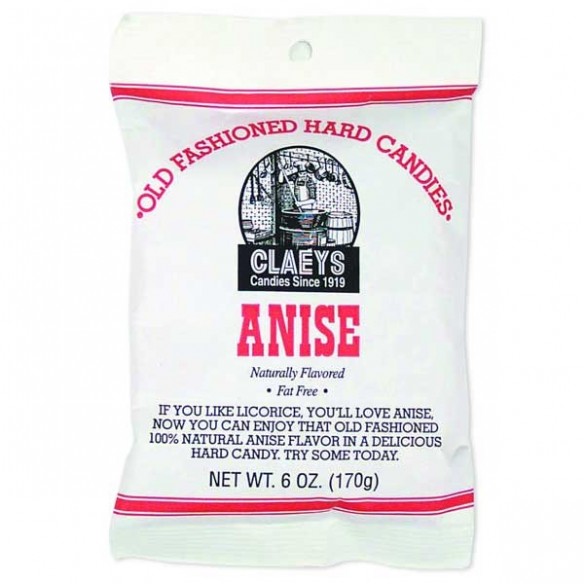 •OLD FASHIONED HARD CANDIES•
CLAEYS
Candies Since 1919
ANISE
Naturally Flavored
• Fat Free •
IF YOU LIKE LICORICE, YOU'LL LOVE ANISE,
NOW YOU CAN ENJOY THAT OLD FASHIONED
100% NATURAL ANISE FLAVOR IN A DELICIOUS
HARD CANDY. TRY SOME TODAY.
NET WT. 6 OZ. (170g)